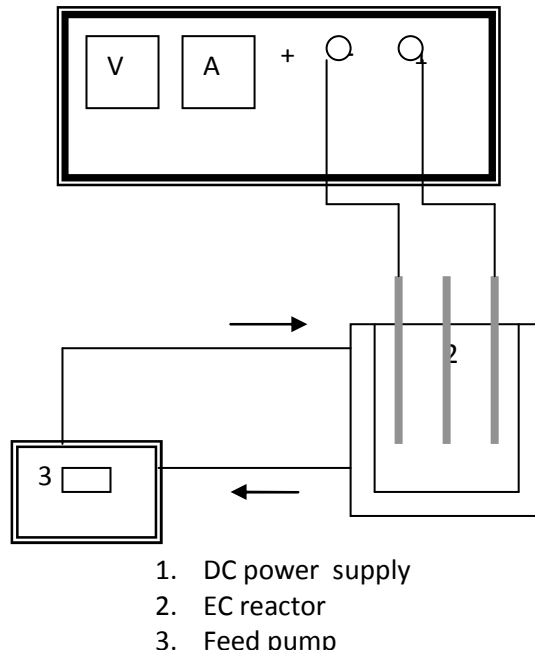 V A +
2
3
1. DC power supply
2. EC reactor
3. Feed pump